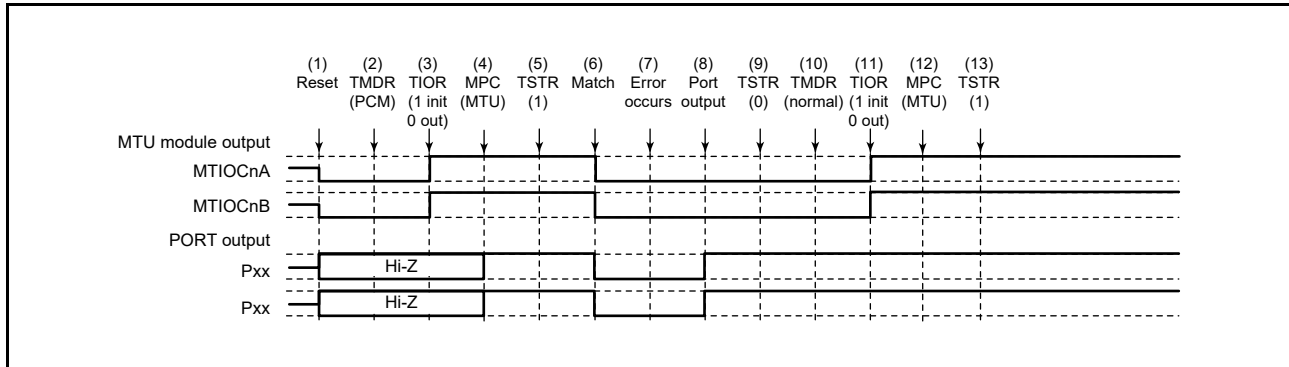 (1) (2) (3) (4) (5) (6) (7) (8) (9) (10) (11) (12) (13)
Reset TMDR TIOR MPC TSTR Match Error Port TSTR TMDR TIOR MPC TSTR
(PCM) (1 init (MTU) (1) occurs output (0) (normal) (1 init (MTU) (1)
0 out) 0 out)
MTU module output
MTIOCnA
MTIOCnB
PORT output
Pxx Hi-Z
Pxx Hi-Z